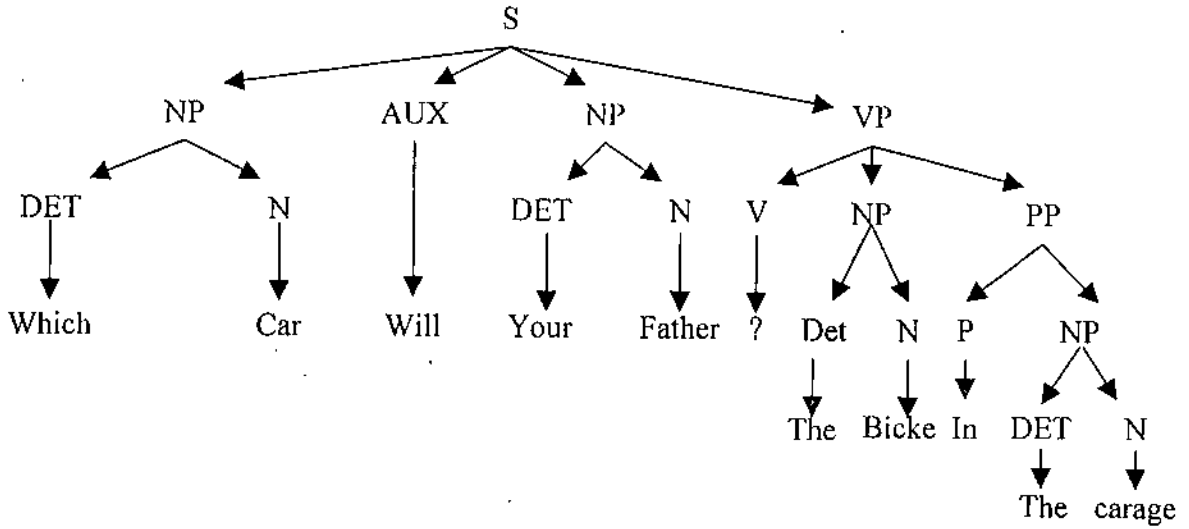 S
NP AUX NP VP
DET N DET N V NP PP
Which Car Will Your Father ? Det N P NP
The Bicke In DET N
The carage